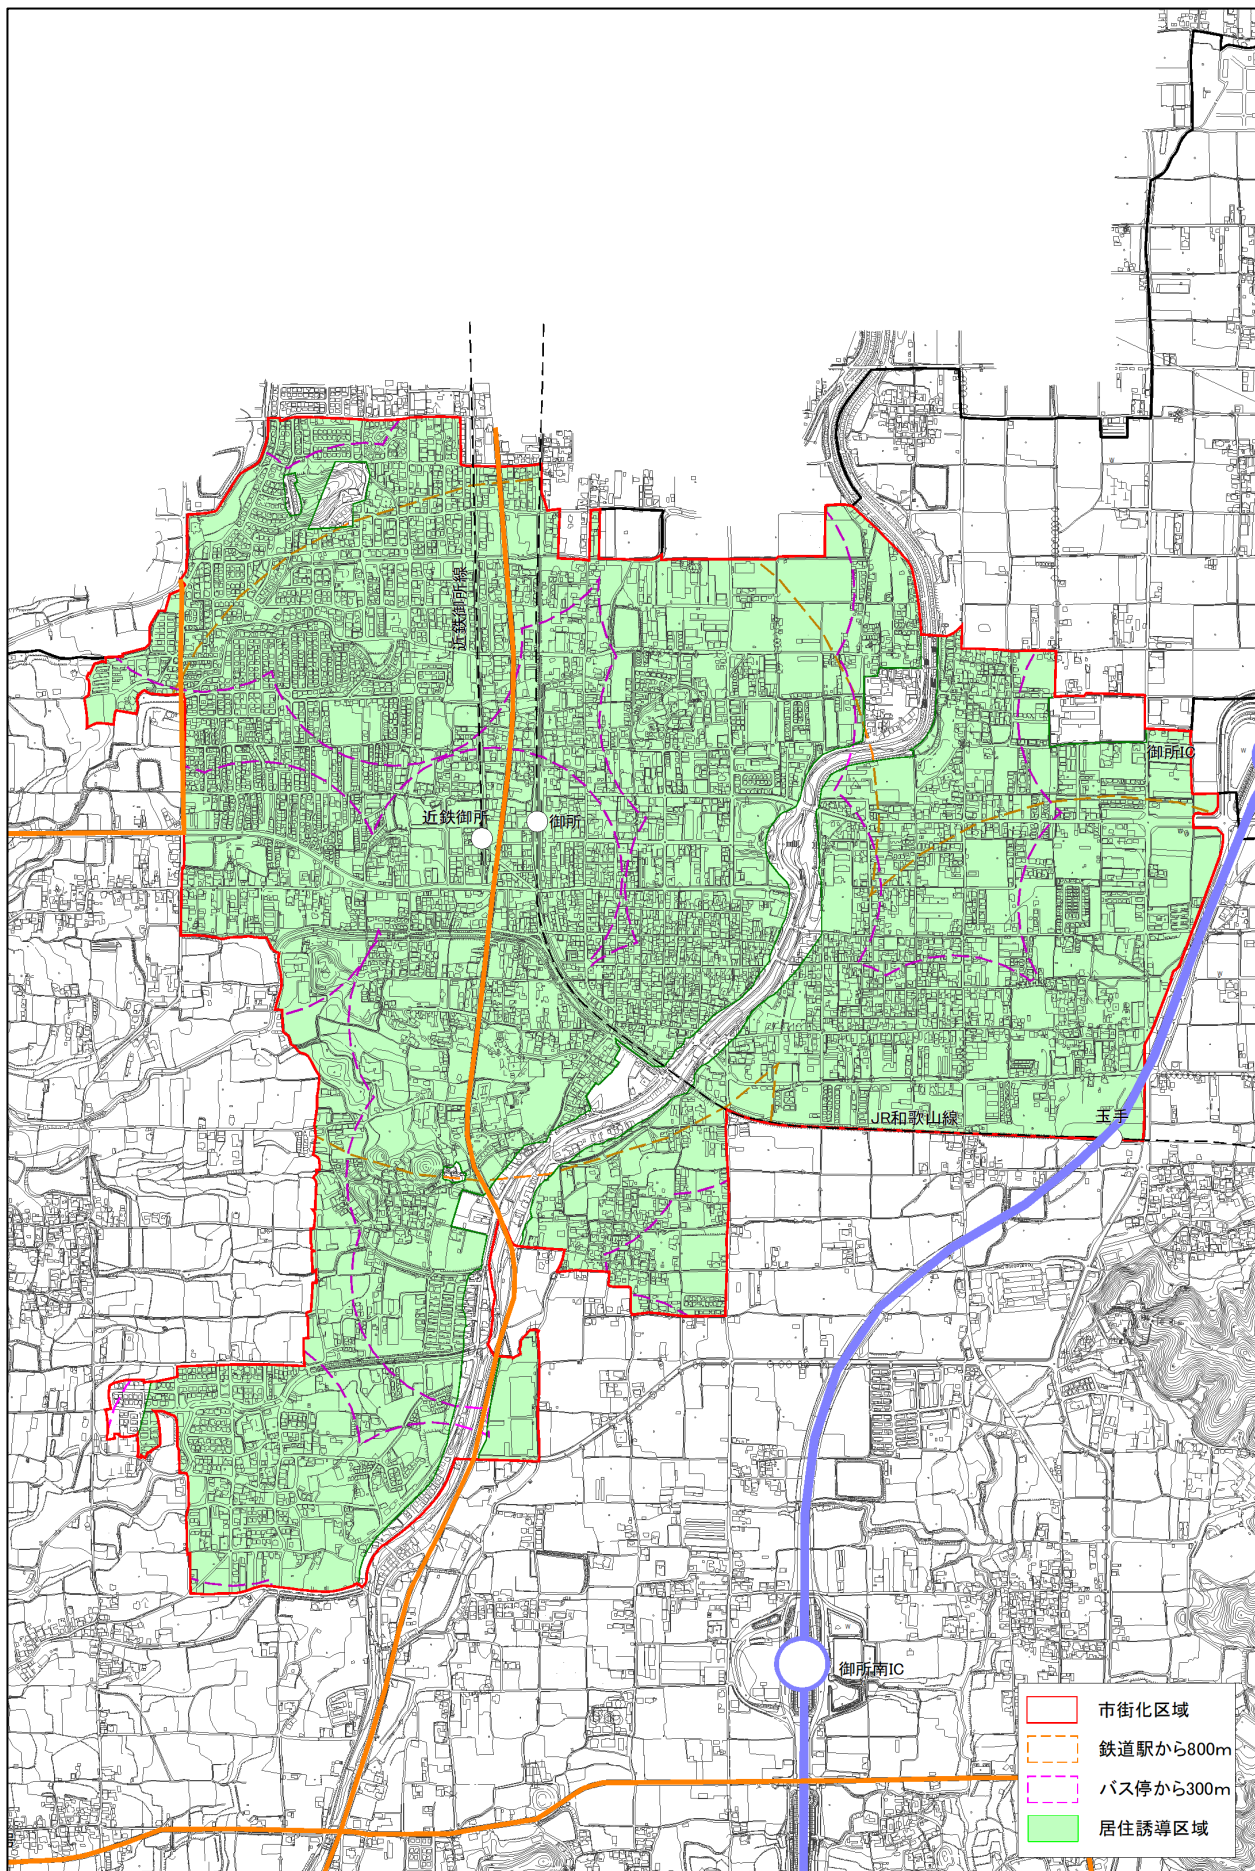 近鉄御所線
御所IC
近鉄御所
御所
JR和歌山線
玉手
御所南IC
市街化区域
鉄道駅から800m
バス停から300m
居住誘導区域